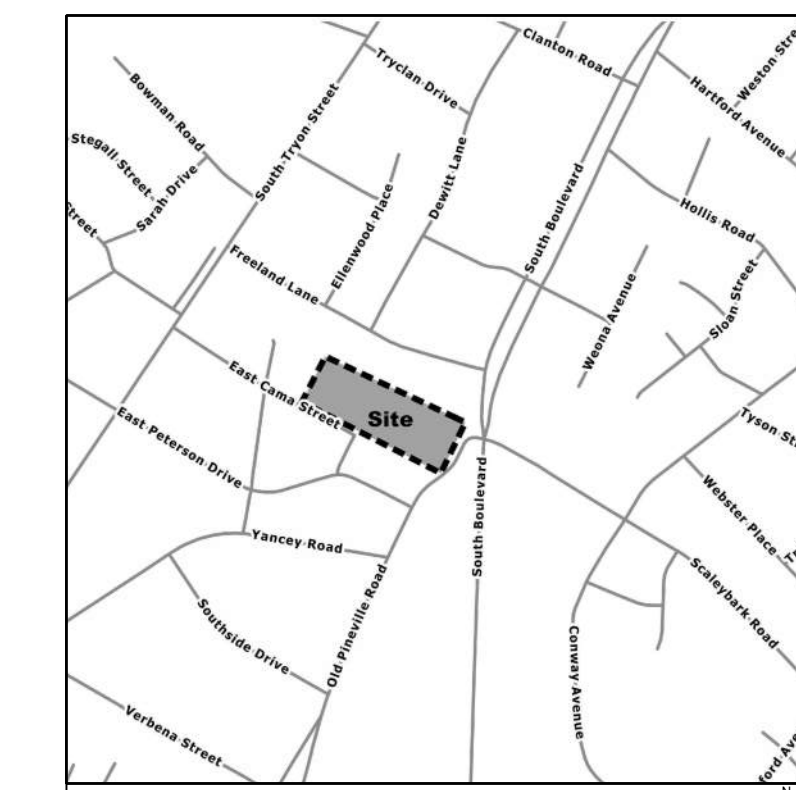 Clanton Road
Weston Stre
Tryclan Drive
Hartford Avenue
Bowman Road
South Tryon Street
Stegall Street
Sarah Drive
Street
Dewitt Lane
Ellenwood Place
South Boulevard
Hollis Road
Freeland Lane
Weona Avenue
Sloan Street
East Cama Street
Site
East Peterson Drive
Tyson St
South Boulevard
Webster Place
Yancey Road
Old Pineville Road
Scaleybark Road
Southside Drive
Conway Avenue
Verbena Street
ford Ave
N